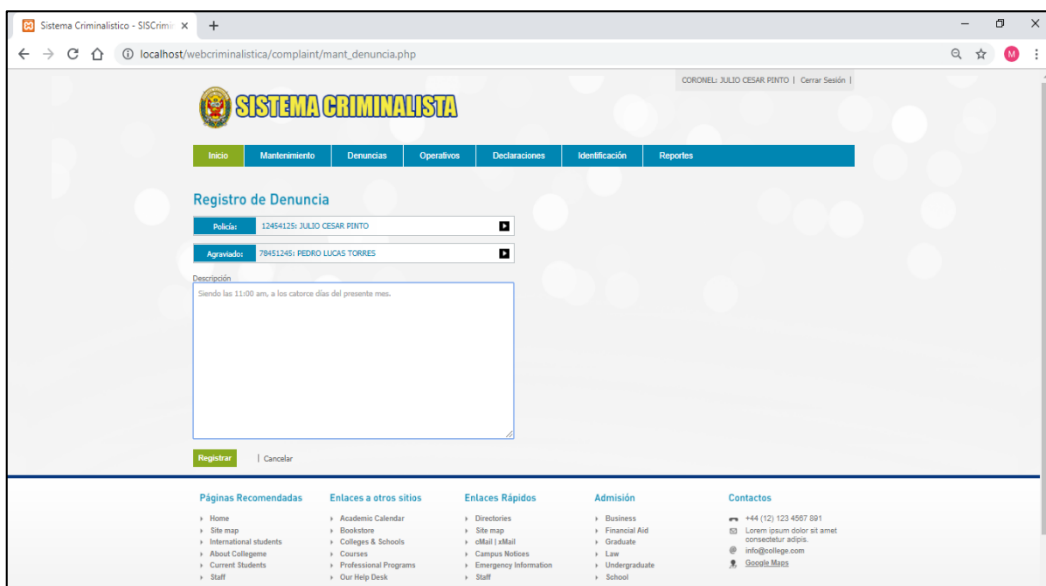 Sistema Criminalistico - SISCrimi
localhost/webcriminalistica/complaint/mant_denuncia.php
M
CORONEL: JULIO CESAR PINTO | Cerrar Sesión |
SISTEMA CRIMINALISTA
Inicio Mantenimiento Denuncias Operativos Declaraciones Identificación Reportes
Registro de Denuncia
Policía: 12454125: JULIO CESAR PINTO
Agraviado: 78451245: PEDRO LUCAS TORRES
Descripción
Siendo las 11:00 am, a los catorce días del presente mes.
Registrar | Cancelar
Páginas Recomendadas Enlaces a otros sitios Enlaces Rápidos Admisión Contactos
Home Academic Calendar Directories Business +44 (12) 123 4567 891
Site map Bookstore Site map Financial Aid Lorem ipsum dolor sit amet
International students Colleges & Schools cMail | xMail Graduate consectetur adipis.
About Collegeme Courses Campus Notices Law info@college.com
Current Students Professional Programs Emergency Information Undergraduate Google Maps
Staff Our Help Desk Staff School